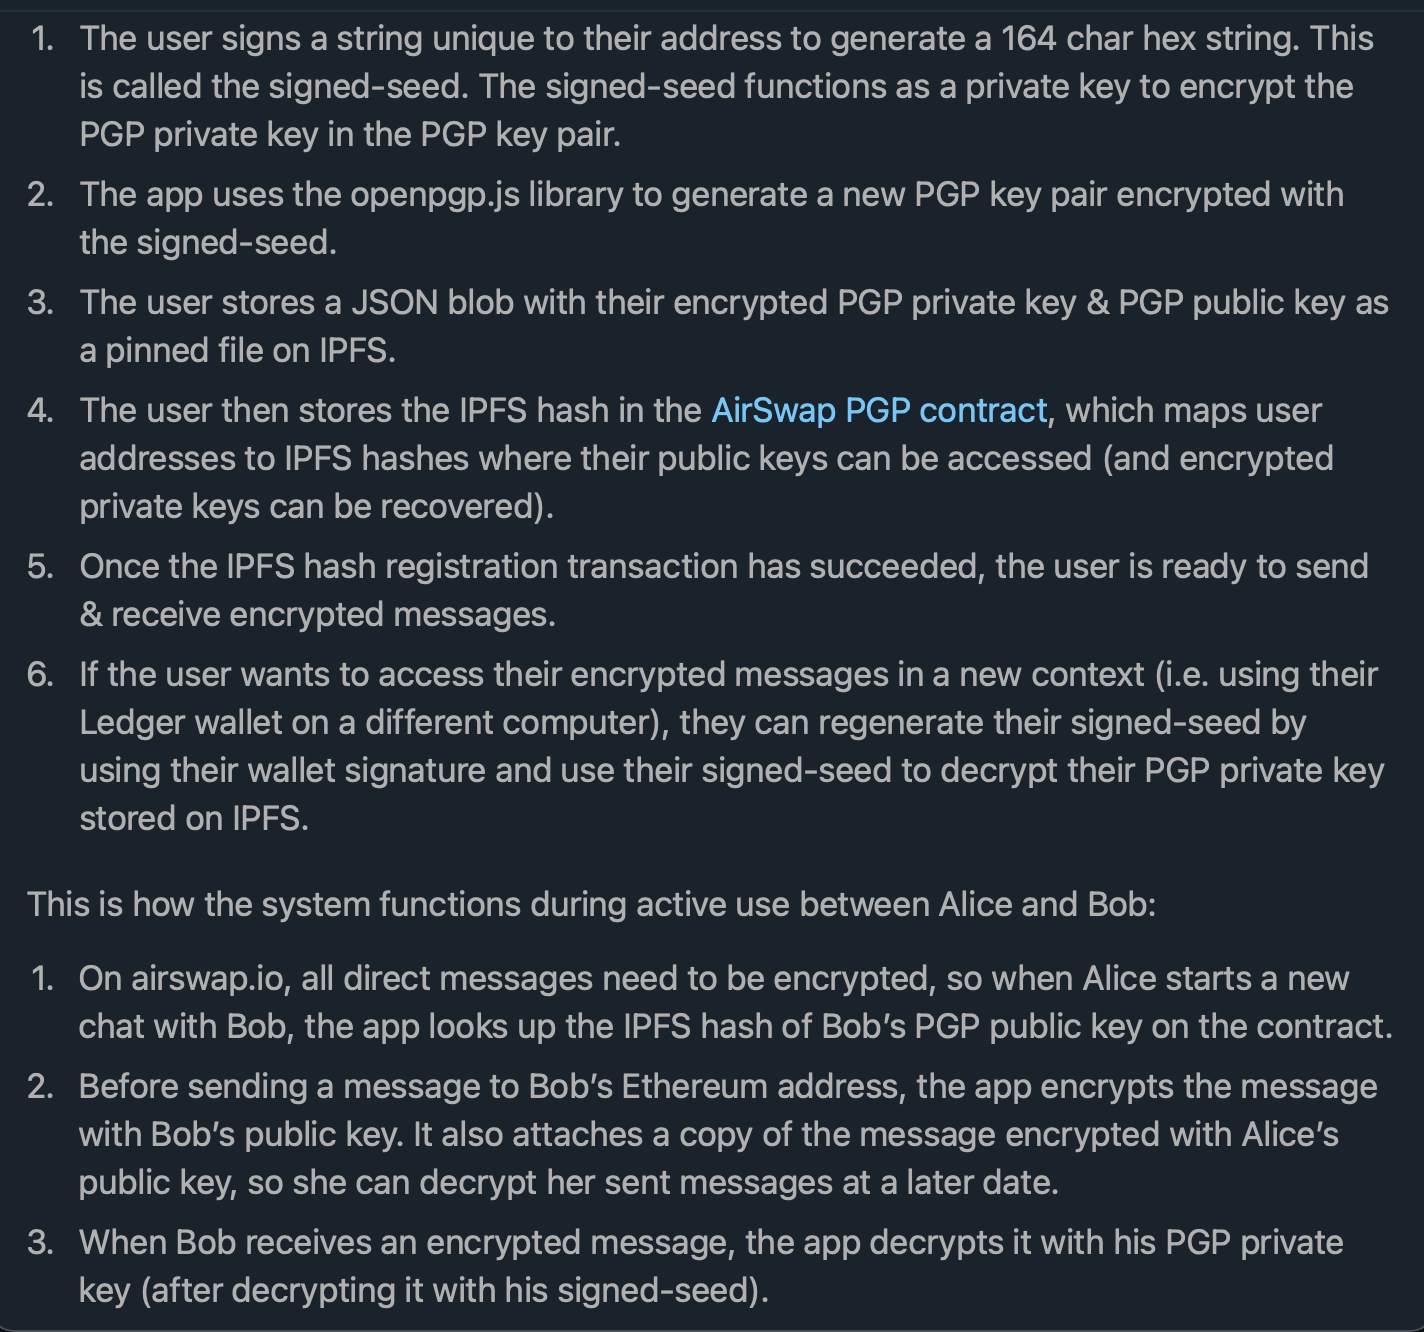 1. The user signs a string unique to their address to generate a 164 char hex string. This
is called the signed-seed. The signed-seed functions as a private key to encrypt the
PGP private key in the PGP key pair.
2. The app uses the openpgp.js library to generate a new PGP key pair encrypted with
the signed-seed.
3. The user stores a JSON blob with their encrypted PGP private key & PGP public key as
a pinned file on IPFS.
4. The user then stores the IPFS hash in the AirSwap PGP contract, which maps user
addresses to IPFS hashes where their public keys can be accessed (and encrypted
private keys can be recovered).
5. Once the IPFS hash registration transaction has succeeded, the user is ready to send
& receive encrypted messages.
6. If the user wants to access their encrypted messages in a new context (i.e. using their
Ledger wallet on a different computer), they can regenerate their signed-seed by
using their wallet signature and use their signed-seed to decrypt their PGP private key
stored on IPFS.
This is how the system functions during active use between Alice and Bob:
1. On airswap.io, all direct messages need to be encrypted, so when Alice starts a new
chat with Bob, the app looks up the IPFS hash of Bob's PGP public key on the contract.
2. Before sending a message to Bob's Ethereum address, the app encrypts the message
with Bob's public key. It also attaches a copy of the message encrypted with Alice's
public key, so she can decrypt her sent messages at a later date.
3. When Bob receives an encrypted message, the app decrypts it with his PGP private
key (after decrypting it with his signed-seed).